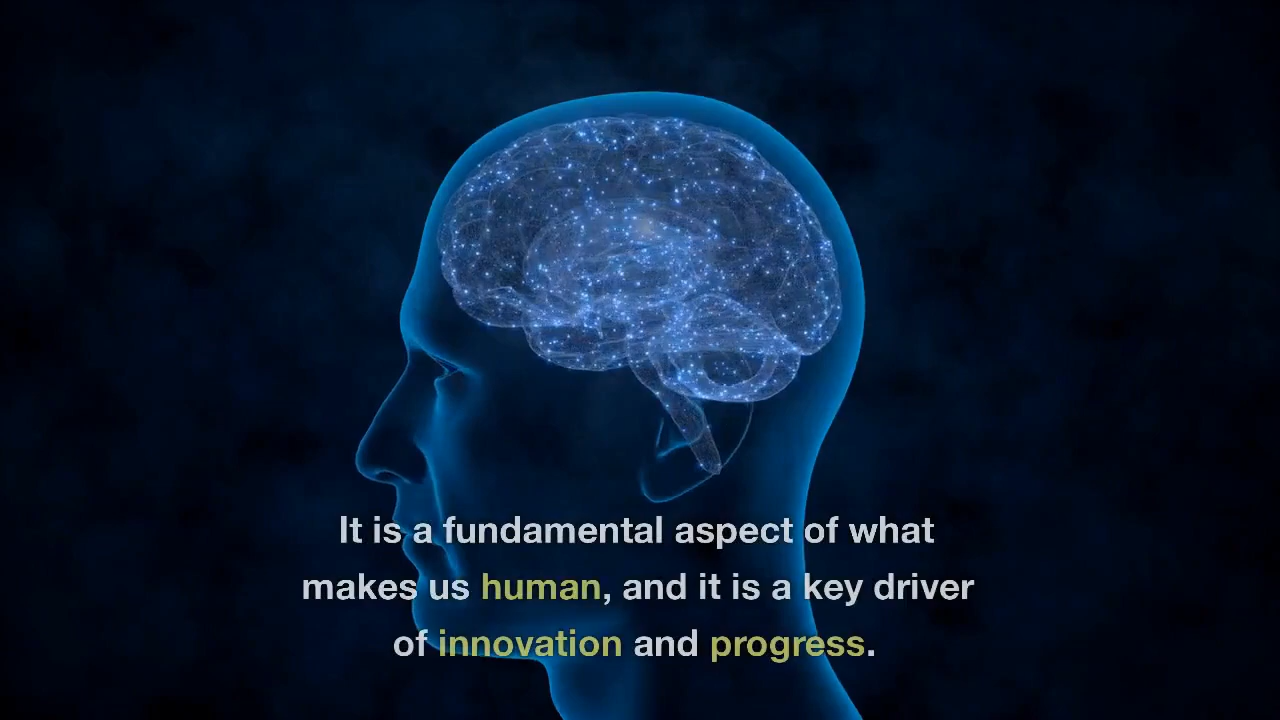 It is a fundamental aspect of what
makes us human, and it is a key driver
of innovation and progress.